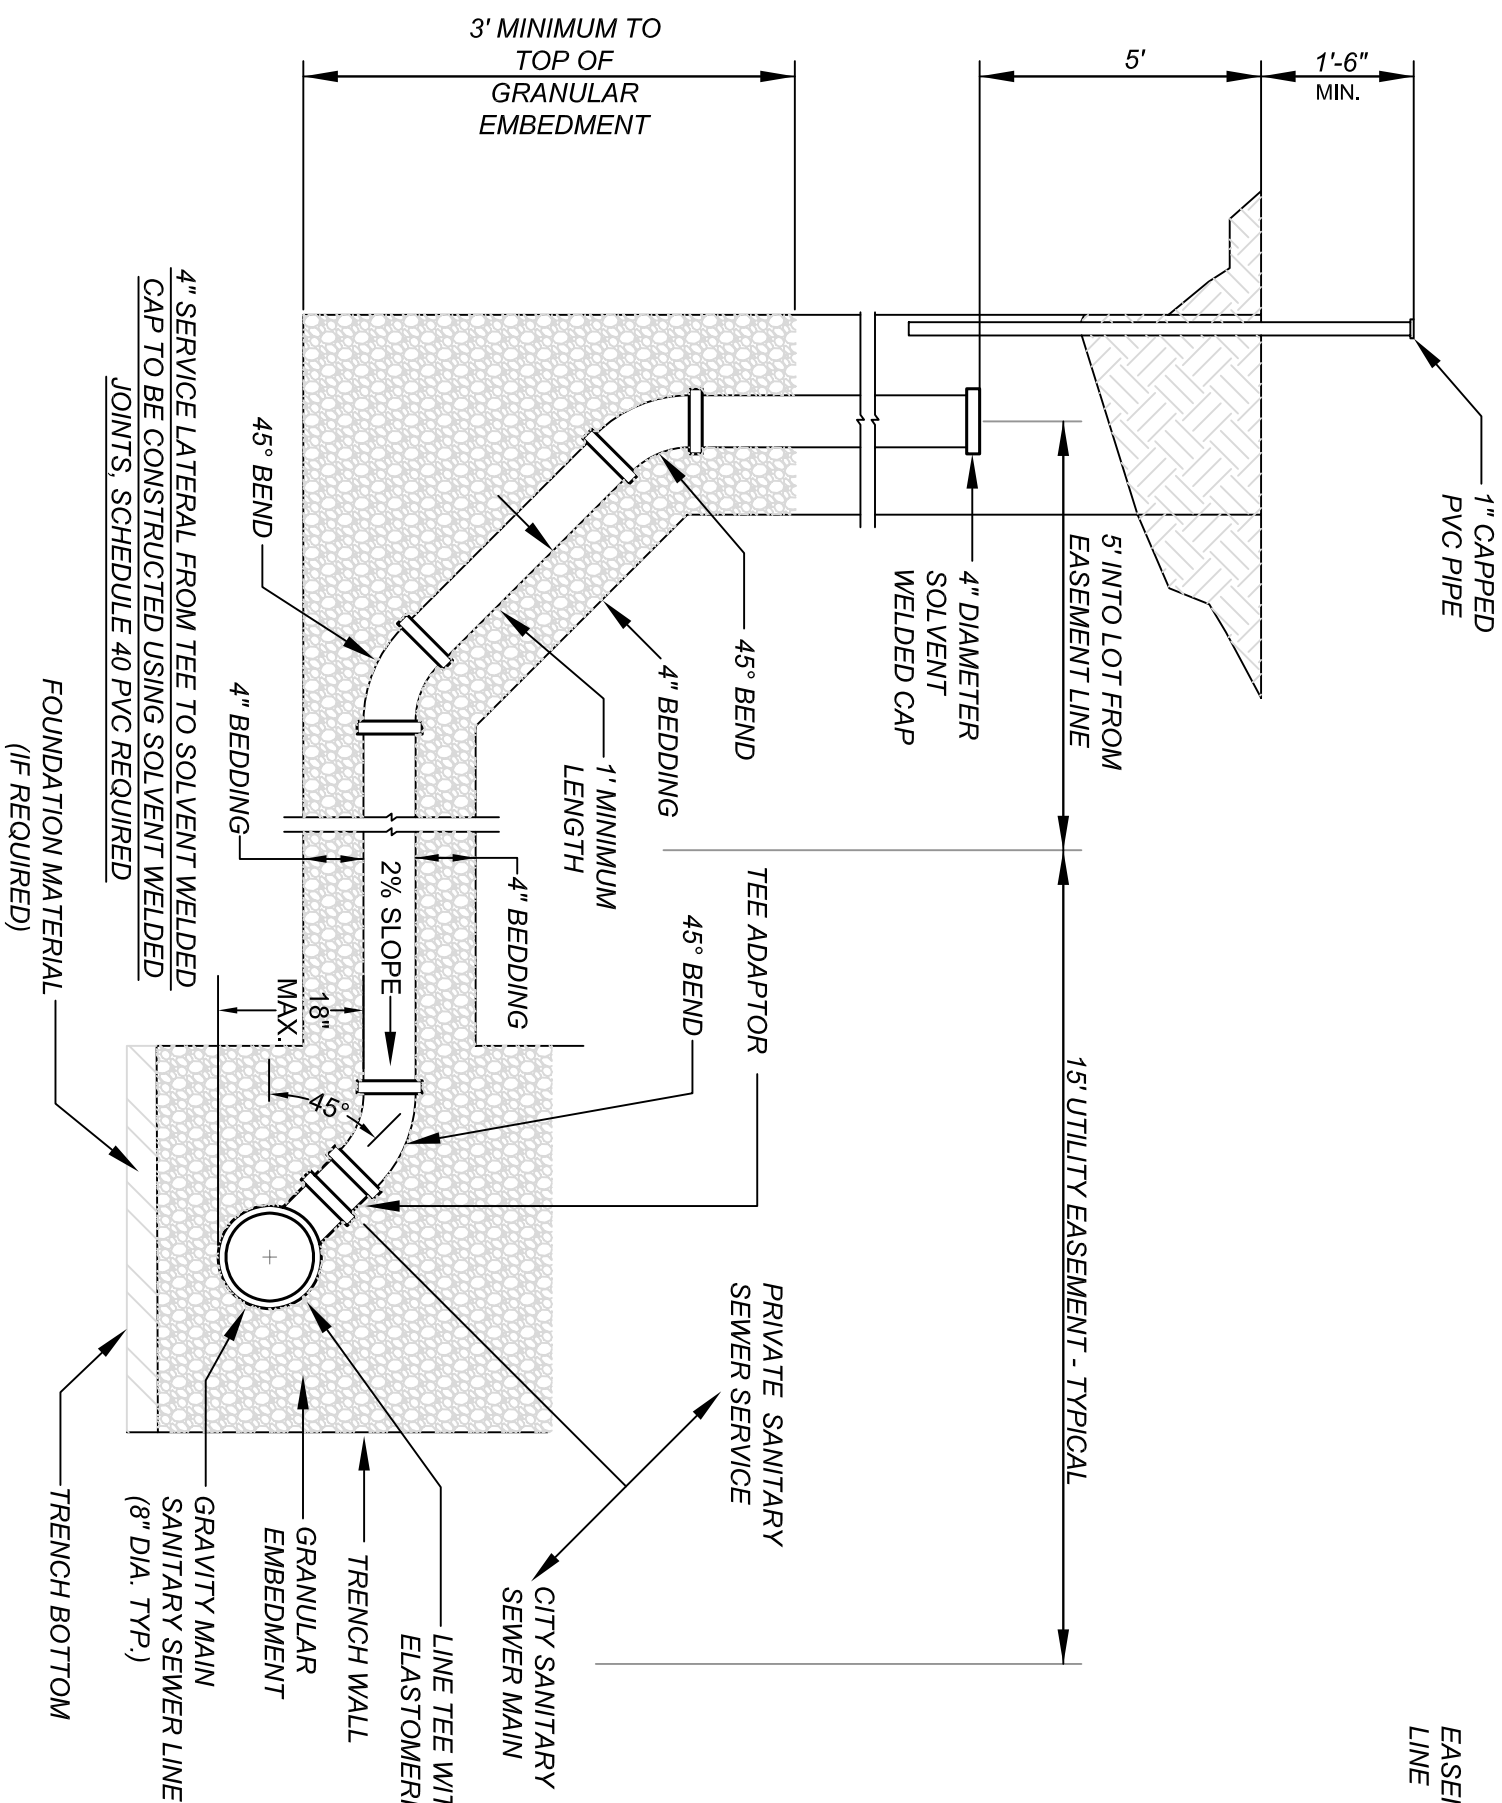 3' MINIMUM TO
TOP OF
GRANULAR
EMBEDMENT
5'
1'-6"
MIN.
1" CAPPED
PVC PIPE
5' INTO LOT FROM
EASEMENT LINE
4" DIAMETER
SOLVENT
WELDED CAP
45° BEND
4" BEDDING
1' MINIMUM
LENGTH
45° BEND
4" SERVICE LATERAL FROM TEE TO SOLVENT WELDED
CAP TO BE CONSTRUCTED USING SOLVENT WELDED
JOINTS, SCHEDULE 40 PVC REQUIRED
4" BEDDING
4" BEDDING
2% SLOPE
18"
MAX.
45°
45° BEND
TEE ADAPTOR
15' UTILITY EASEMENT - TYPICAL
PRIVATE SANITARY
SEWER SERVICE
CITY SANITARY
SEWER MAIN
LINE TEE
TRENCH WALL
GRANULAR
EMBEDMENT
GRAVITY MAIN
SANITARY SEWER LINE
(8" DIA. TYP.)
TRENCH BOTTOM
FOUNDATION MATERIAL
(IF REQUIRED)
LINE